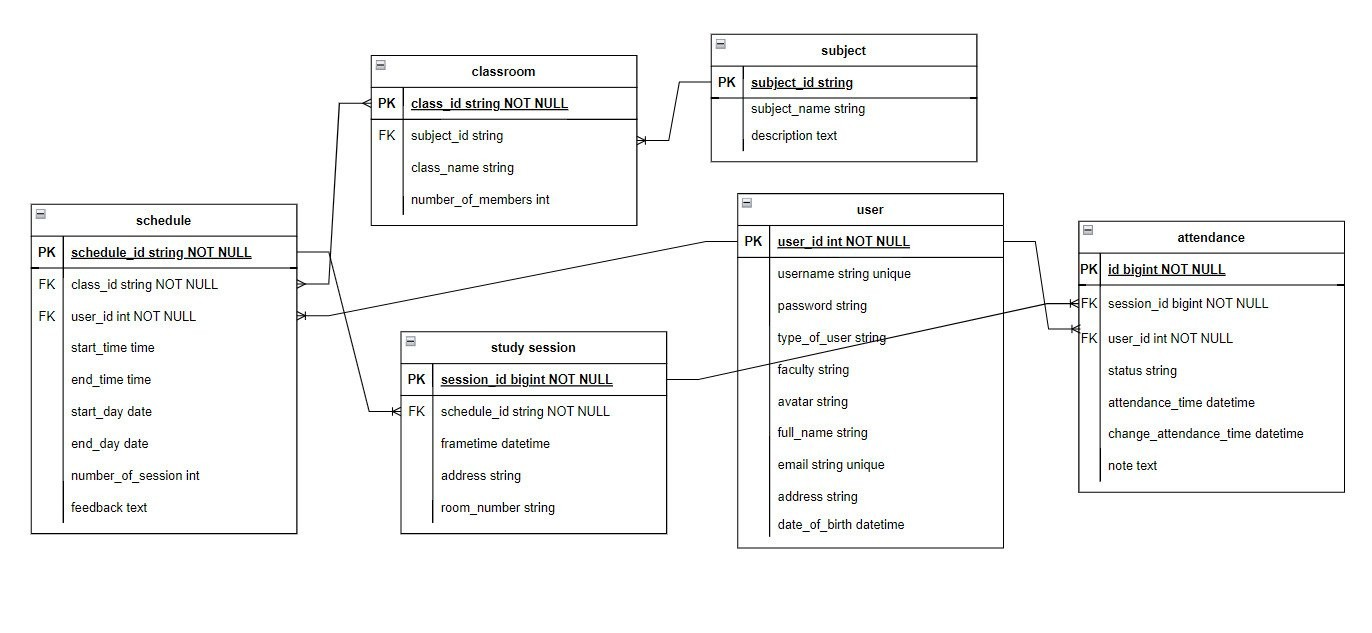 subject
PK subject_id string
subject_name string
description text
classroom
PK class_id string NOT NULL
FK subject_id string
class_name string
number_of_members int
schedule
PK schedule_id string NOT NULL
FK class_id string NOT NULL
FK user_id int NOT NULL
start_time time
end_time time
start_day date
end_day date
number_of_session int
feedback text
study session
PK session_id bigint NOT NULL
FK schedule_id string NOT NULL
frametime datetime
address string
room_number string
user
PK user_id int NOT NULL
username string unique
password string
type_of_user string
faculty string
avatar string
full_name string
email string unique
address string
date_of_birth datetime
attendance
PK id bigint NOT NULL
FK session_id bigint NOT NULL
FK user_id int NOT NULL
status string
attendance_time datetime
change_attendance_time datetime
note text